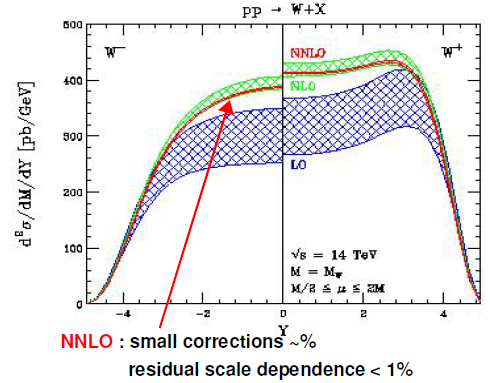 pp → W+X
W⁻
W⁺
NNLO
NLO
LO
d²σ/dM/dY [pb/GeV]
500
400
300
200
100
0
√s = 14 TeV
M = M_W
M/2 ≤ μ ≤ 2M
-4
-2
0
2
4
Y
NNLO : small corrections ~%
residual scale dependence < 1%